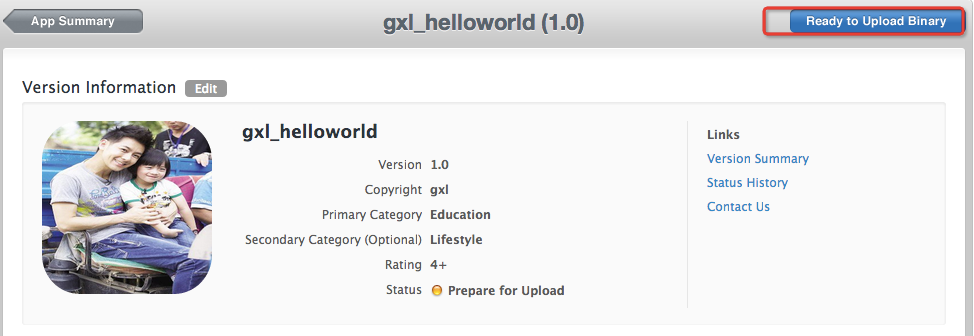 App Summary
gxl_helloworld (1.0)
Ready to Upload Binary
Version Information
Edit
gxl_helloworld
Version 1.0
Copyright gxl
Primary Category Education
Secondary Category (Optional) Lifestyle
Rating 4+
Status Prepare for Upload
Links
Version Summary
Status History
Contact Us